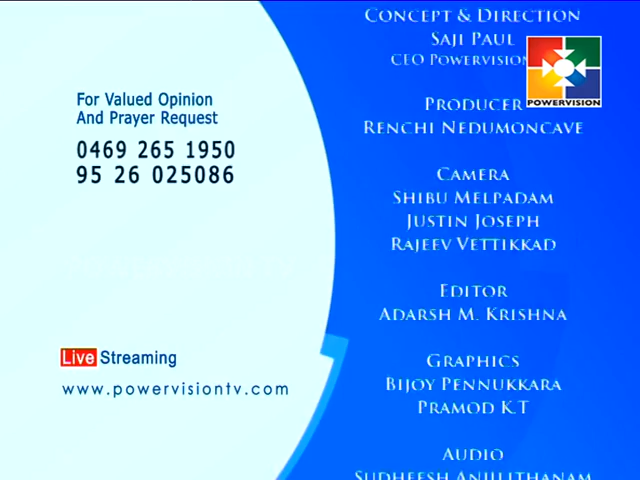 For Valued Opinion
And Prayer Request
0469 265 1950
95 26 025086
Live Streaming
www.powervisiontv.com
CONCEPT & DIRECTION
SAJI PAUL
CEO POWERVISION
POWERVISION
PRODUCER
RENCHI NEDUMONCAVE
CAMERA
SHIBU MELPADAM
JUSTIN JOSEPH
RAJEEV VETTIKKAD
EDITOR
ADARSH M. KRISHNA
GRAPHICS
BIJOY PENNUKKARA
PRAMOD K.T
AUDIO
SUDHEESH ANJILITHANAM